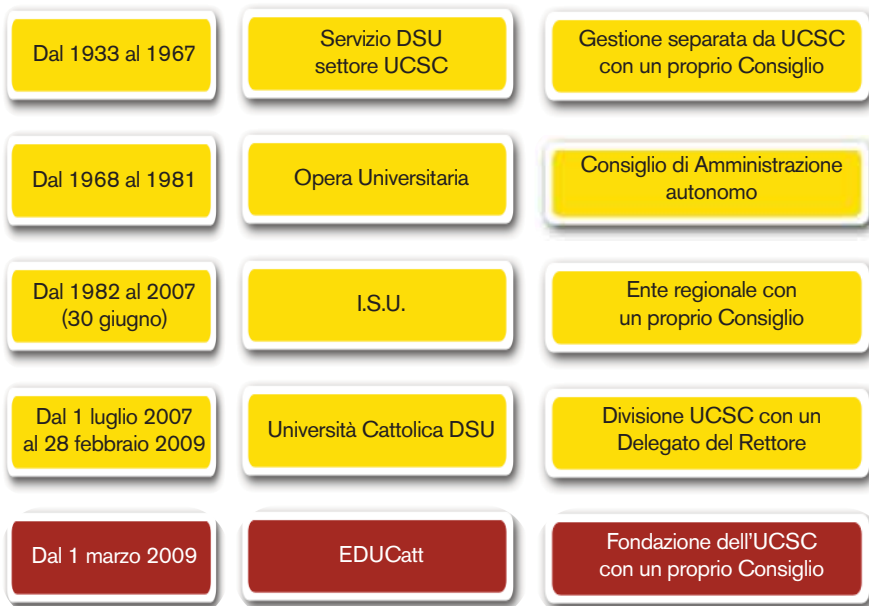 Dal 1933 al 1967
Servizio DSU
settore UCSC
Gestione separata da UCSC
con un proprio Consiglio
Dal 1968 al 1981
Opera Universitaria
Consiglio di Amministrazione
autonomo
Dal 1982 al 2007
(30 giugno)
I.S.U.
Ente regionale con
un proprio Consiglio
Dal 1 luglio 2007
al 28 febbraio 2009
Università Cattolica DSU
Divisione UCSC con un
Delegato del Rettore
Dal 1 marzo 2009
EDUCatt
Fondazione dell'UCSC
con un proprio Consiglio